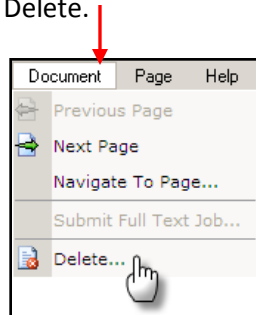 Delete.
Document Page Help
Previous Page
Next Page
Navigate To Page...
Submit Full Text Job...
Delete...